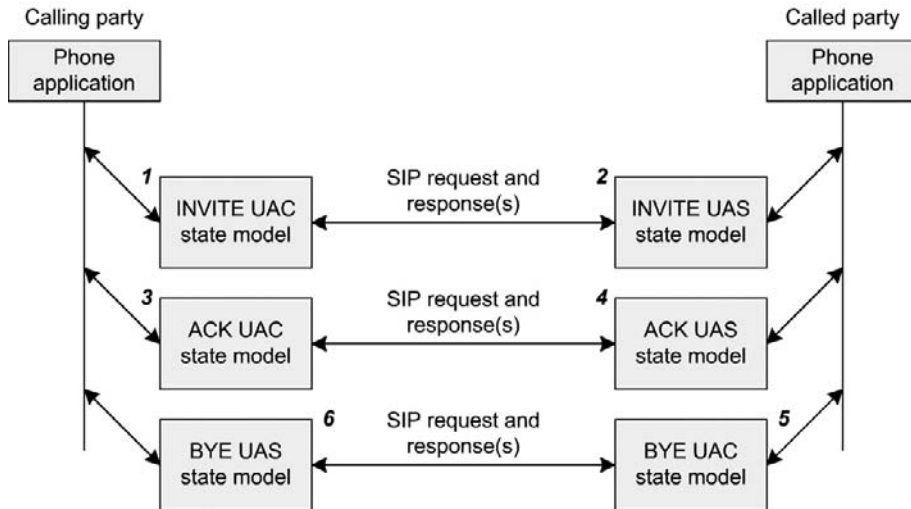 Calling party
Called party
Phone
application
Phone
application
1
INVITE UAC
state model
SIP request and
response(s)
2
INVITE UAS
state model
3
ACK UAC
state model
SIP request and
response(s)
4
ACK UAS
state model
BYE UAS
state model
6
SIP request and
response(s)
BYE UAC
state model
5